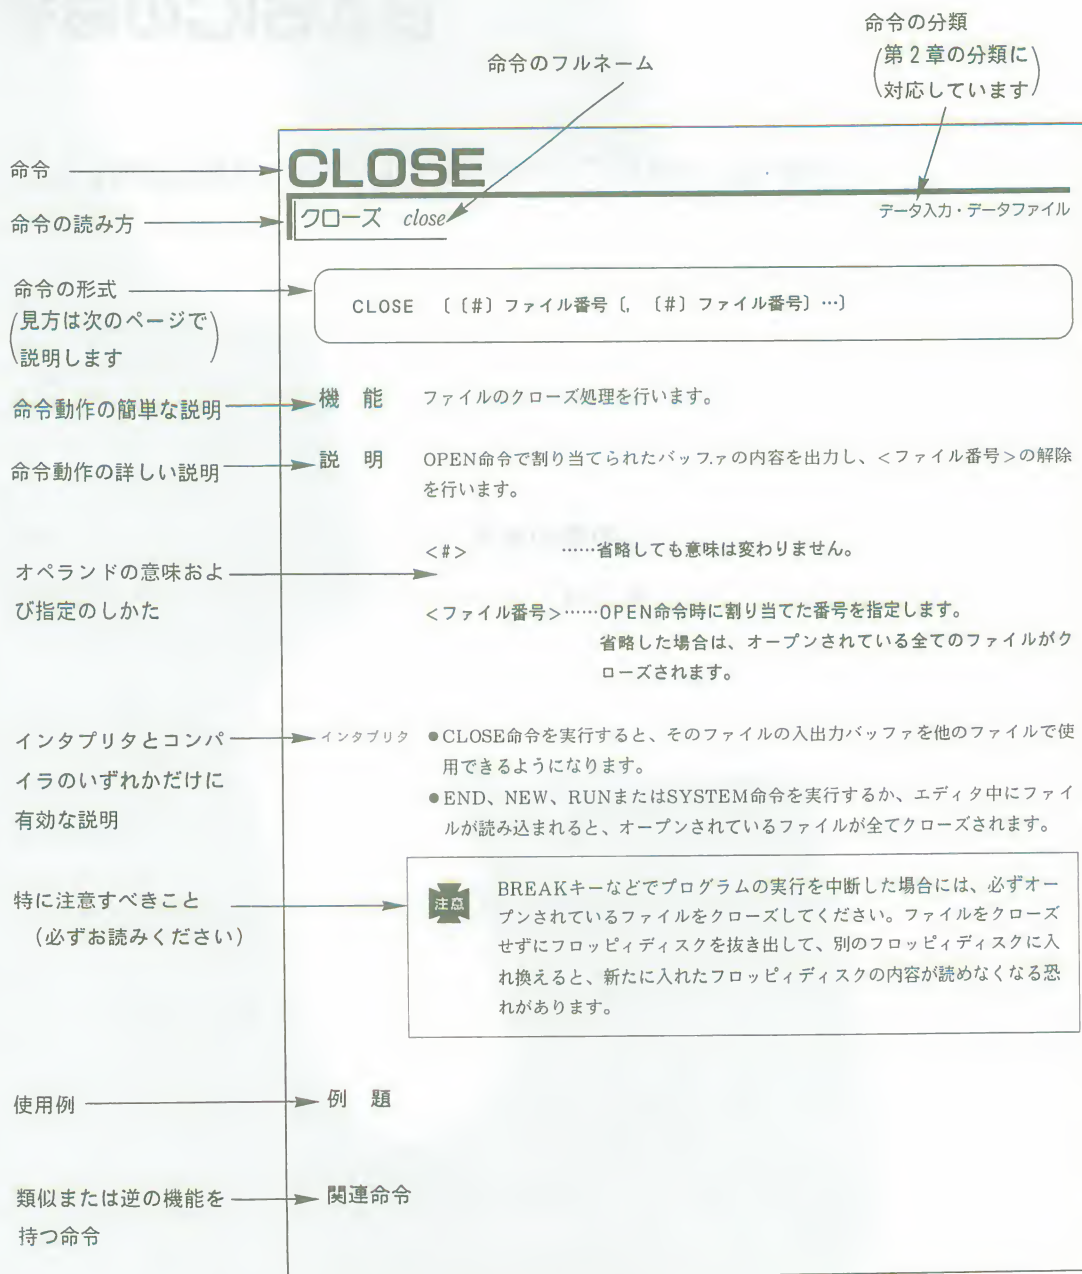 命令の分類
命令のフルネーム
(第2章の分類に
対応しています)
命令
CLOSE
命令の読み方
クローズ close
データ入力・データファイル
命令の形式
(見方は次のページで
説明します)
CLOSE 〔〔#〕ファイル番号〔, 〔#〕ファイル番号〕…〕
命令動作の簡単な説明
機 能
ファイルのクローズ処理を行います。
命令動作の詳しい説明
説 明
OPEN命令で割り当てられたバッファの内容を出力し、<ファイル番号>の解除
を行います。
<#> ……省略しても意味は変わりません。
オペランドの意味およ
び指定のしかた
<ファイル番号>……OPEN命令時に割り当てた番号を指定します。
省略した場合は、オープンされている全てのファイルがク
ローズされます。
インタプリタとコンパ
イラのいずれかだけに
有効な説明
インタプリタ
●CLOSE命令を実行すると、そのファイルの入出力バッファを他のファイルで使
用できるようになります。
●END、NEW、RUNまたはSYSTEM命令を実行するか、エディタ中にファイ
ルが読み込まれると、オープンされているファイルが全てクローズされます。
特に注意すべきこと
(必ずお読みください)
注意
BREAKキーなどでプログラムの実行を中断した場合には、必ずオー
プンされているファイルをクローズしてください。ファイルをクローズ
せずにフロッピィディスクを抜き出して、別のフロッピィディスクに入
れ換えると、新たに入れたフロッピィディスクの内容が読めなくなる恐
れがあります。
使用例
例 題
類似または逆の機能を
持つ命令
関連命令